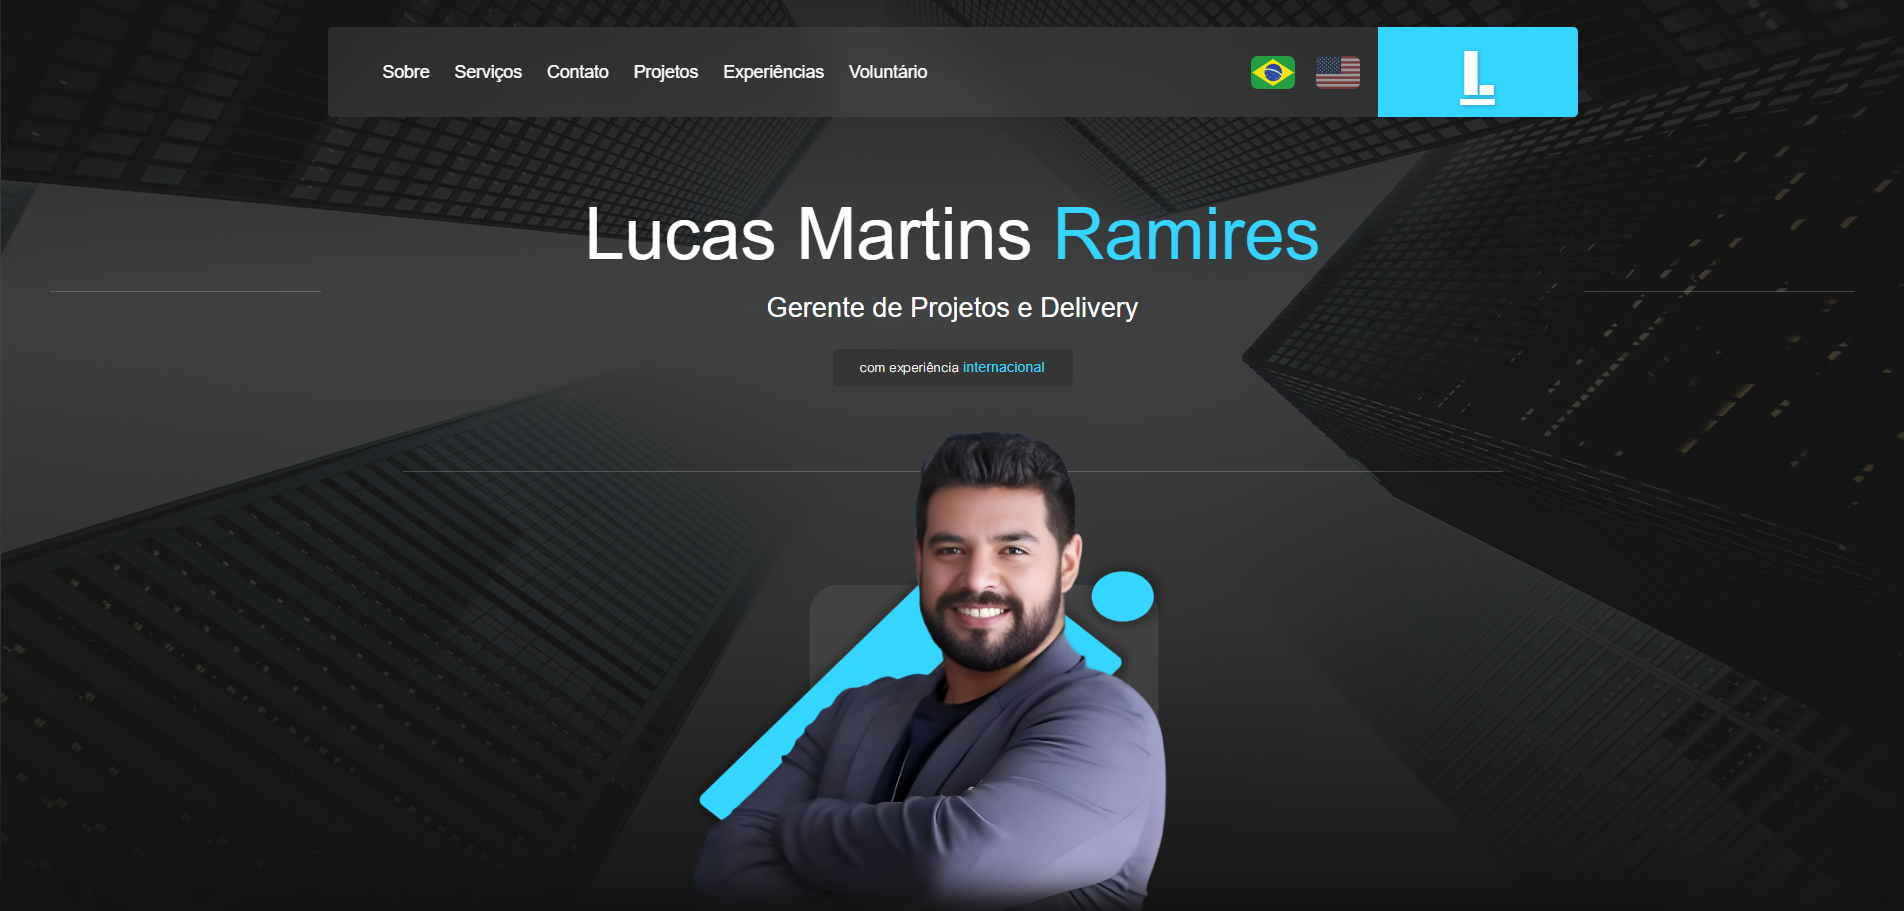 Sobre Serviços Contato Projetos Experiências Voluntário
L
Lucas Martins Ramires
Gerente de Projetos e Delivery
com experiência internacional